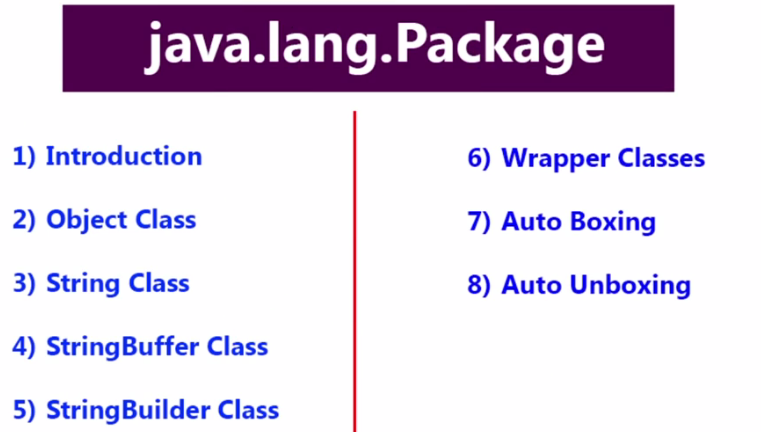 java.lang.Package
1) Introduction
2) Object Class
3) String Class
4) StringBuffer Class
5) StringBuilder Class
6) Wrapper Classes
7) Auto Boxing
8) Auto Unboxing